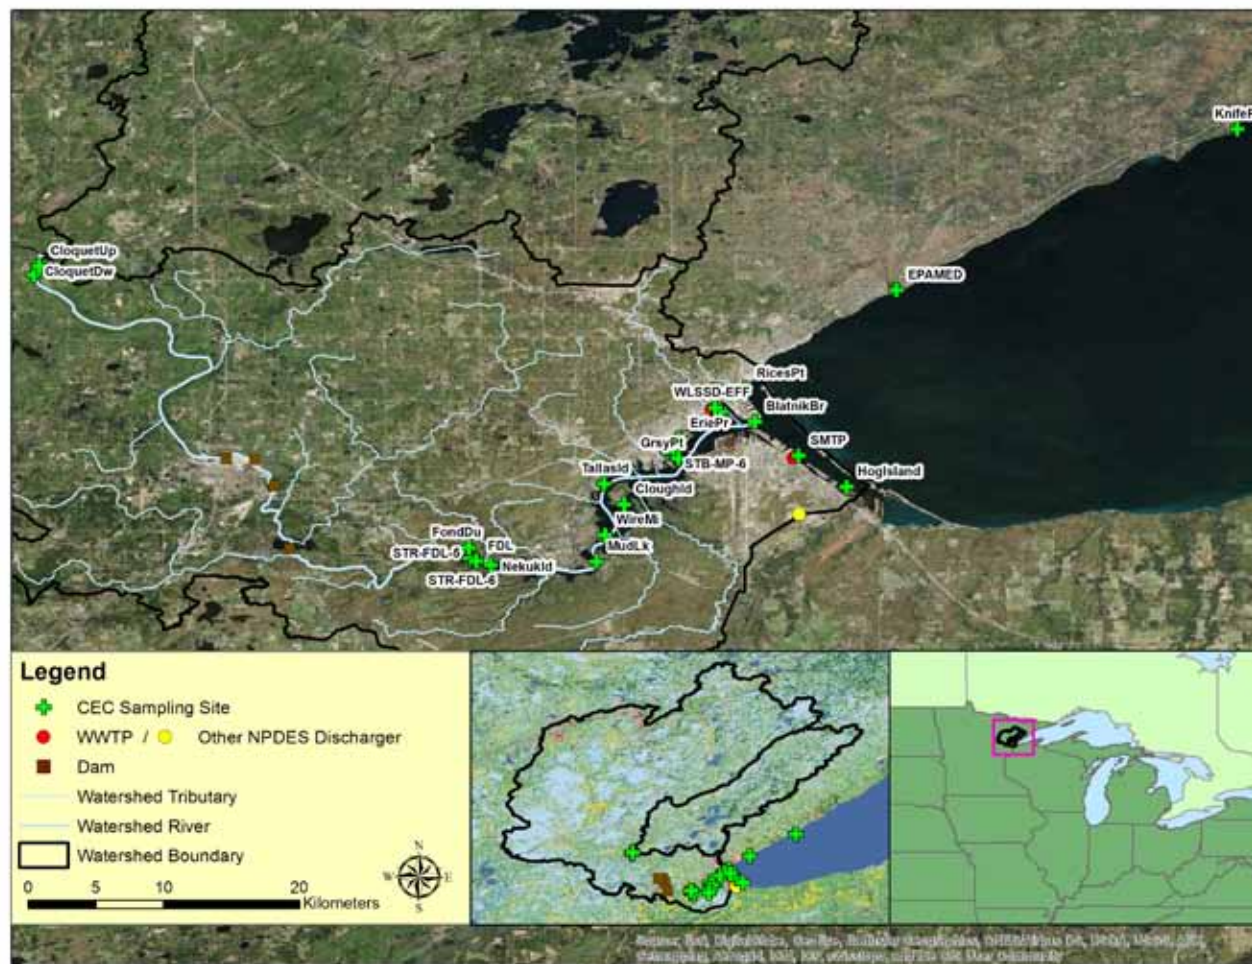 KnifeR
CloquetUp
CloquetDw
EPAMED
RicesPt
WLSSD-EFF
BlatnikBr
EriePr
GrsyPt
SMTP
STB-MP-6
TallasId
HogIsland
CloughId
WireMi
FondDu
FDL
MudLk
STR-FDL-5
NekukId
STR-FDL-6
Legend
CEC Sampling Site
WWTP / Other NPDES Discharger
Dam
Watershed Tributary
Watershed River
Watershed Boundary
N
W E
S
0 5 10 20
Kilometers